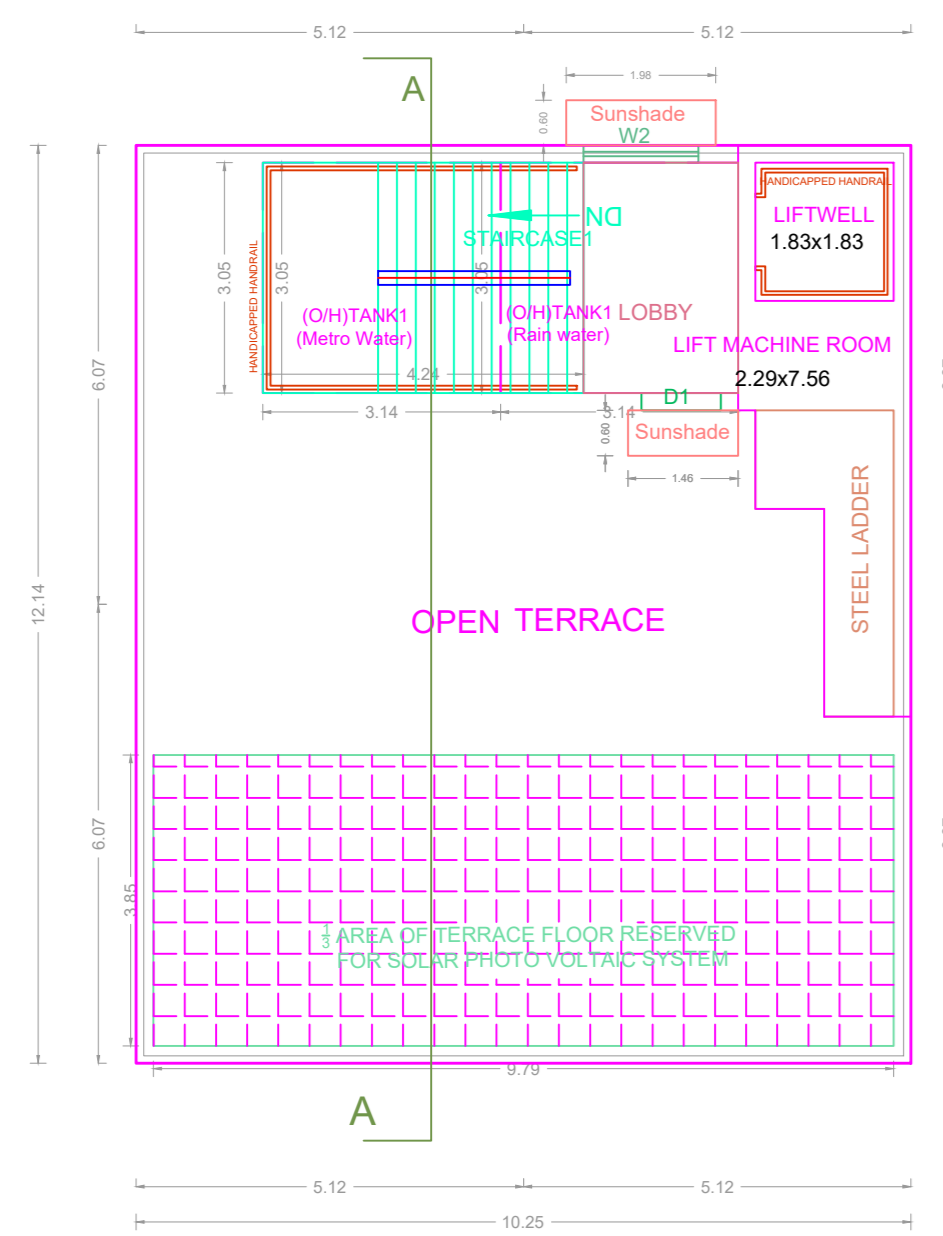 5.12
5.12
A
1.98
0.60
Sunshade
W2
HANDICAPPED HANDRAIL
LIFTWELL
1.83x1.83
DN
STAIRCASE1
HANDICAPPED HANDRAIL
3.05
3.05
3.05
(O/H)TANK1
(Metro Water)
(O/H)TANK1
(Rain water)
LOBBY
LIFT MACHINE ROOM
2.29x7.56
4.24
3.14
3.14
D1
0.60
Sunshade
1.46
6.07
12.14
STEEL LADDER
OPEN TERRACE
6.07
3.85
1/3 AREA OF TERRACE FLOOR RESERVED
FOR SOLAR PHOTO VOLTAIC SYSTEM
9.79
A
5.12
5.12
10.25